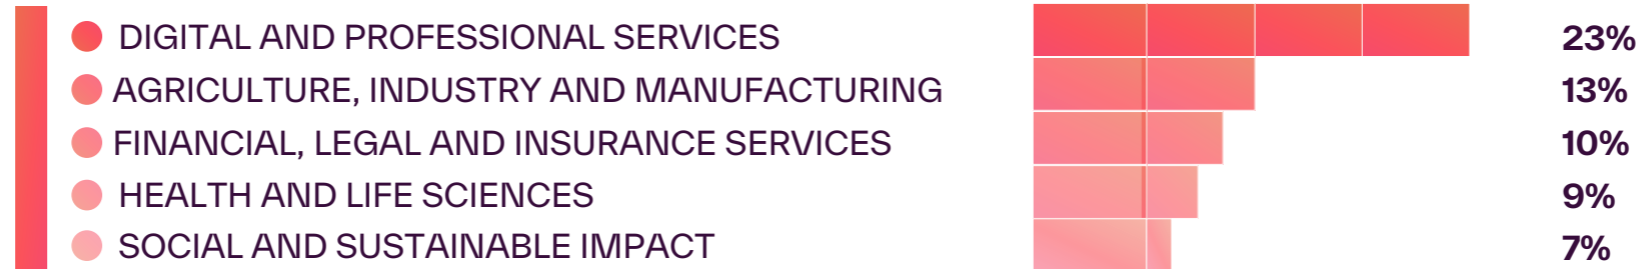 DIGITAL AND PROFESSIONAL SERVICES 23%
AGRICULTURE, INDUSTRY AND MANUFACTURING 13%
FINANCIAL, LEGAL AND INSURANCE SERVICES 10%
HEALTH AND LIFE SCIENCES 9%
SOCIAL AND SUSTAINABLE IMPACT 7%